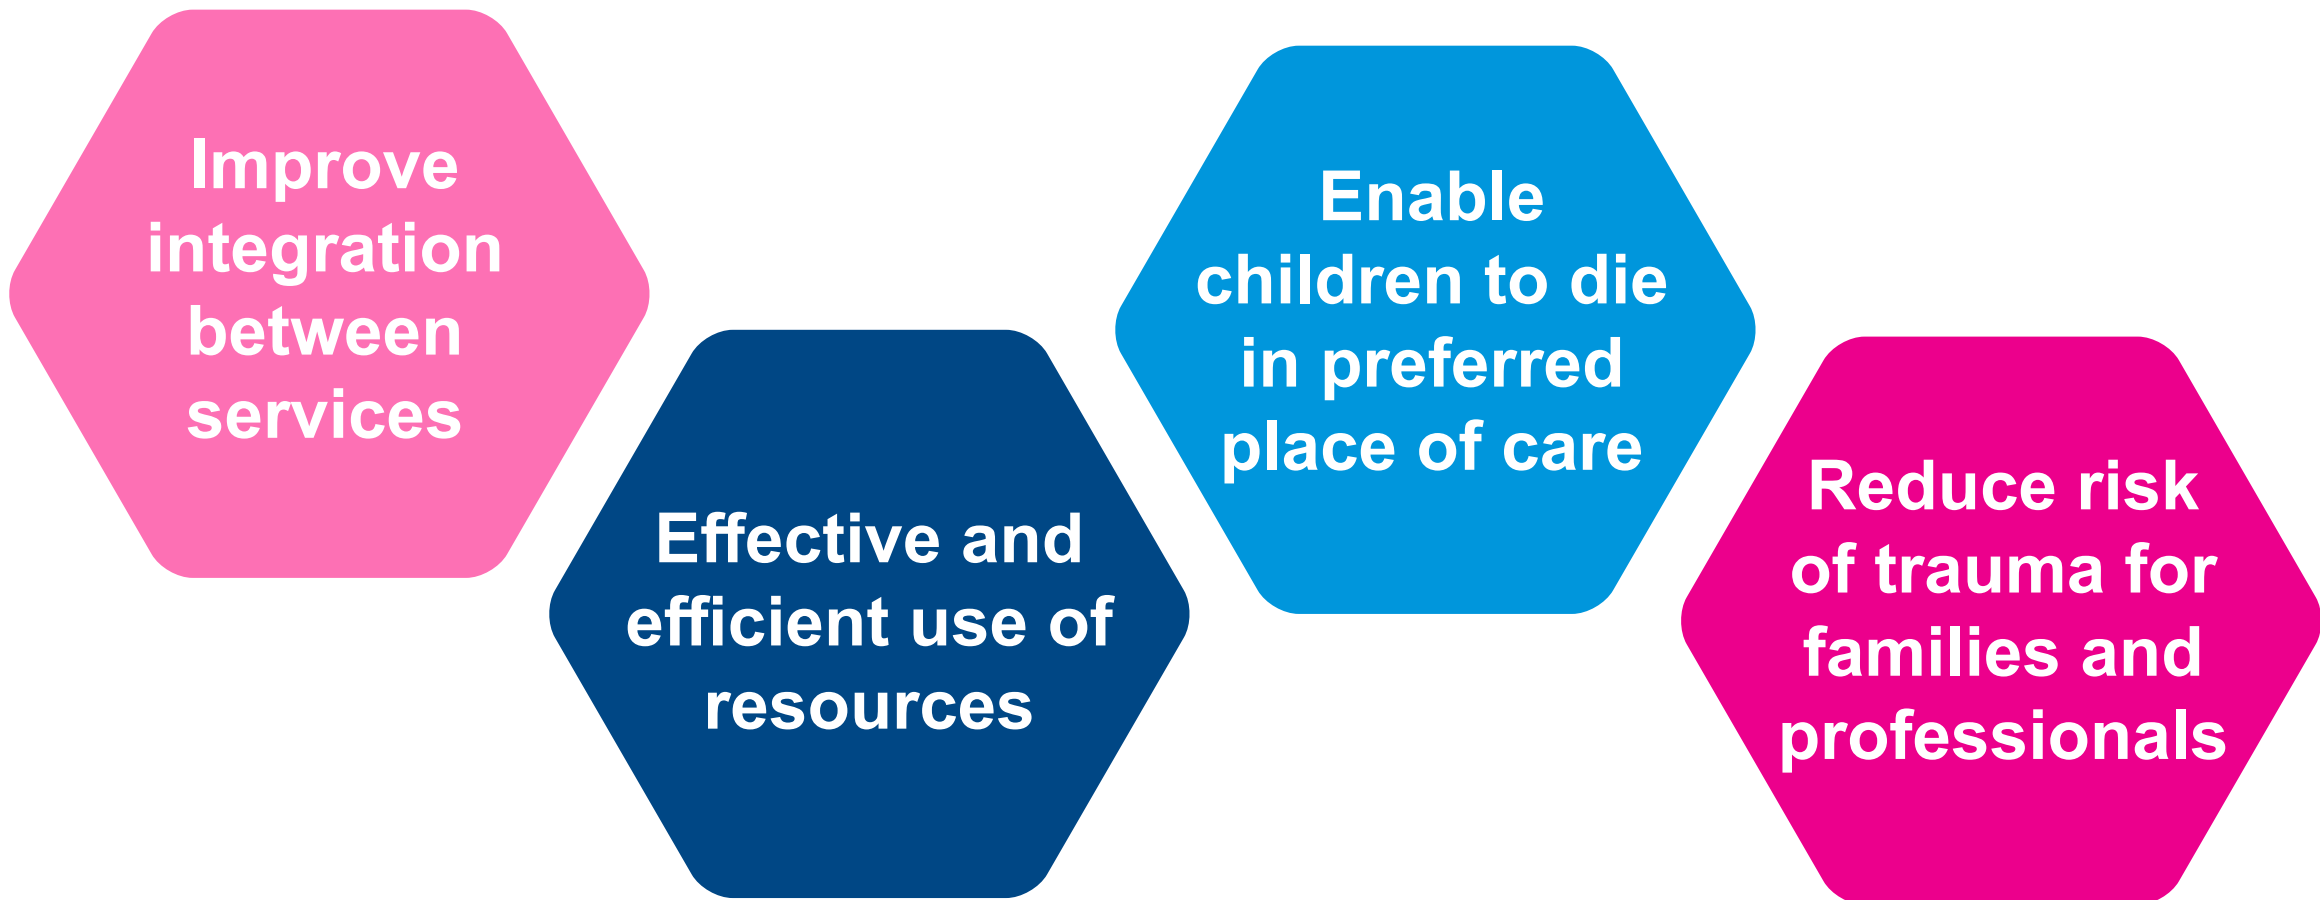 Improve
integration
between
services
Effective and
efficient use of
resources
Enable
children to die
in preferred
place of care
Reduce risk
of trauma for
families and
professionals